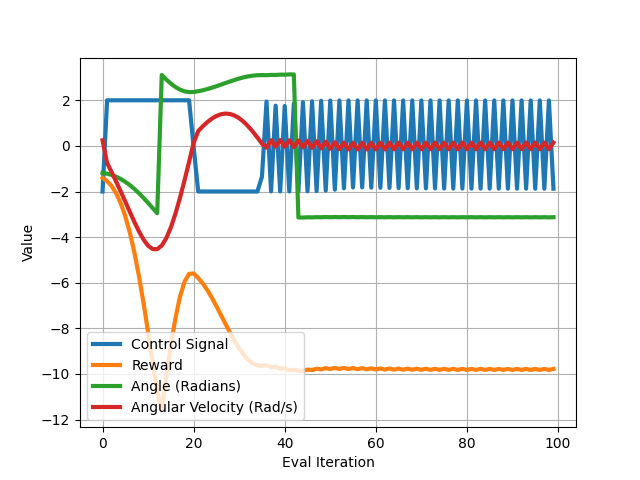 2
0
−2
−4
−6
−8
−10
−12
Value
Control Signal
Reward
Angle (Radians)
Angular Velocity (Rad/s)
0 20 40 60 80 100
Eval Iteration